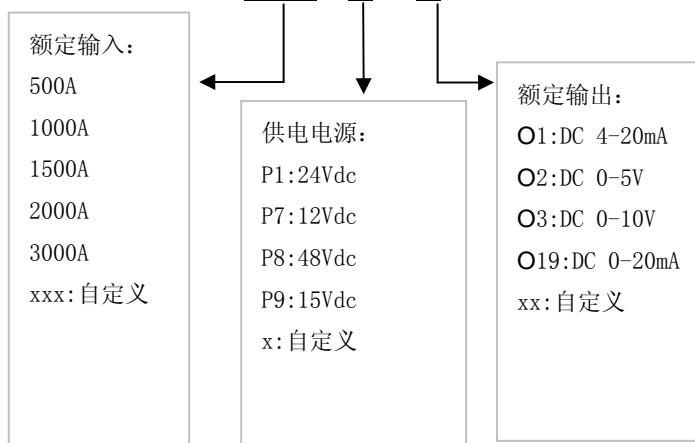 额定输入：
500A
1000A
1500A
2000A
3000A
xxx:自定义
供电电源：
P1:24Vdc
P7:12Vdc
P8:48Vdc
P9:15Vdc
x:自定义
额定输出：
O1:DC 4-20mA
O2:DC 0-5V
O3:DC 0-10V
O19:DC 0-20mA
xx:自定义